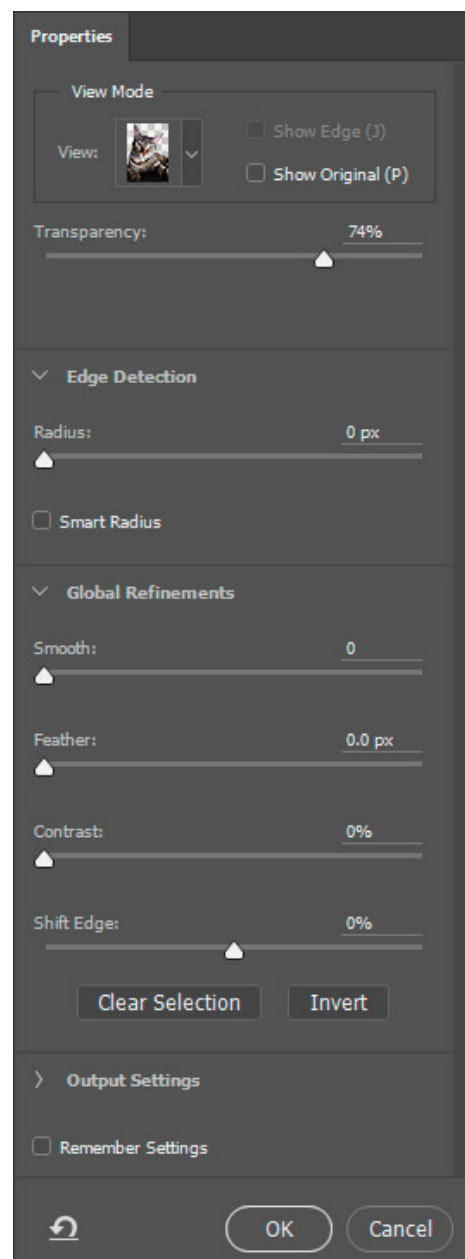 Properties
View Mode
View:
Show Edge (J)
Show Original (P)
Transparency: 74%
Edge Detection
Radius: 0 px
Smart Radius
Global Refinements
Smooth: 0
Feather: 0.0 px
Contrast: 0%
Shift Edge: 0%
Clear Selection Invert
Output Settings
Remember Settings
OK Cancel